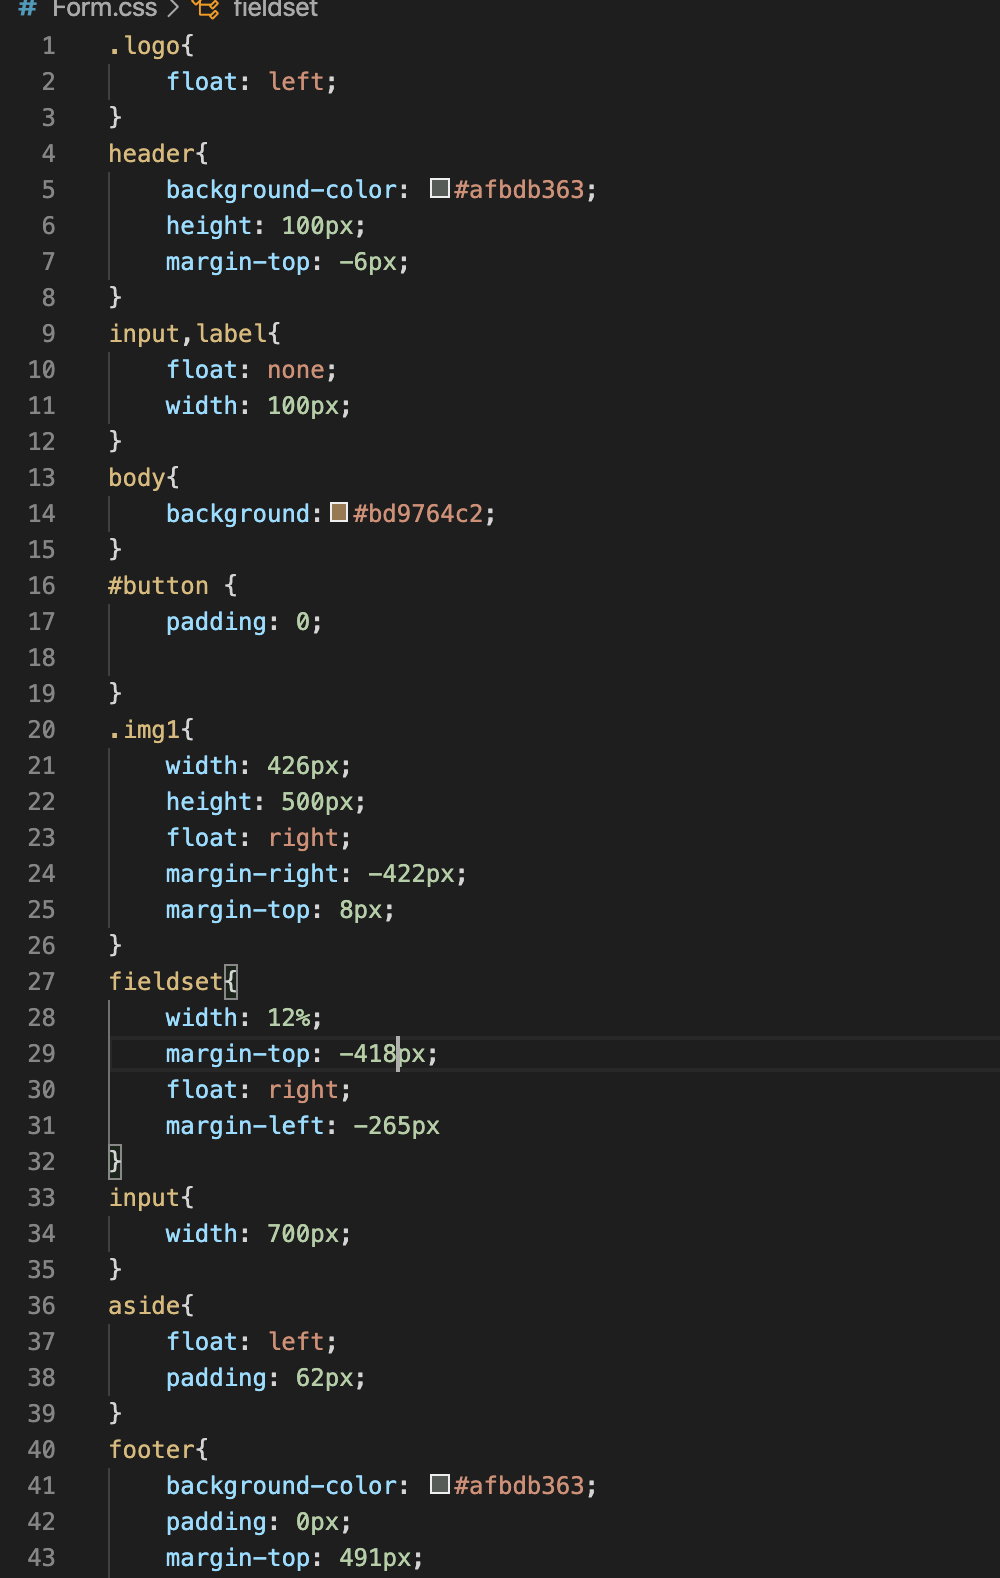 # Form.css > fieldset
1 .logo{
2 float: left;
3 }
4 header{
5 background-color: #afbdb363;
6 height: 100px;
7 margin-top: -6px;
8 }
9 input,label{
10 float: none;
11 width: 100px;
12 }
13 body{
14 background: #bd9764c2;
15 }
16 #button {
17 padding: 0;
18
19 }
20 .img1{
21 width: 426px;
22 height: 500px;
23 float: right;
24 margin-right: -422px;
25 margin-top: 8px;
26 }
27 fieldset{
28 width: 12%;
29 margin-top: -418px;
30 float: right;
31 margin-left: -265px
32 }
33 input{
34 width: 700px;
35 }
36 aside{
37 float: left;
38 padding: 62px;
39 }
40 footer{
41 background-color: #afbdb363;
42 padding: 0px;
43 margin-top: 491px;